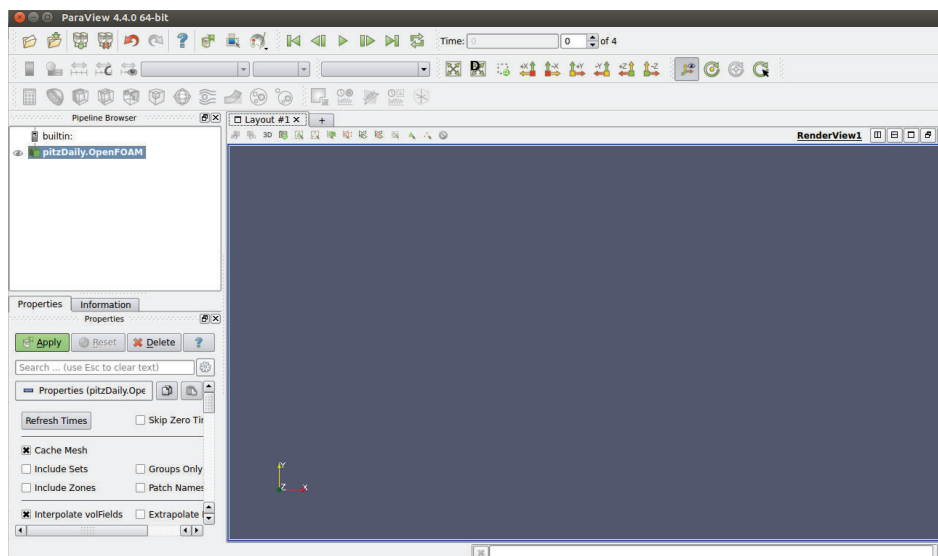 ParaView 4.4.0 64-bit
Time: 0 0 of 4
-X +Y -Y +Z -Z
Pipeline Browser
Layout #1 × +
builtin:
3D
RenderView1
pitzDaily.OpenFOAM
Properties Information
Properties
Apply Reset Delete ?
Search ... (use Esc to clear text)
Properties (pitzDaily.Ope
Refresh Times Skip Zero Tir
Cache Mesh
Include Sets Groups Only
Include Zones Patch Names
Interpolate volFields Extrapolate
Y
Z X